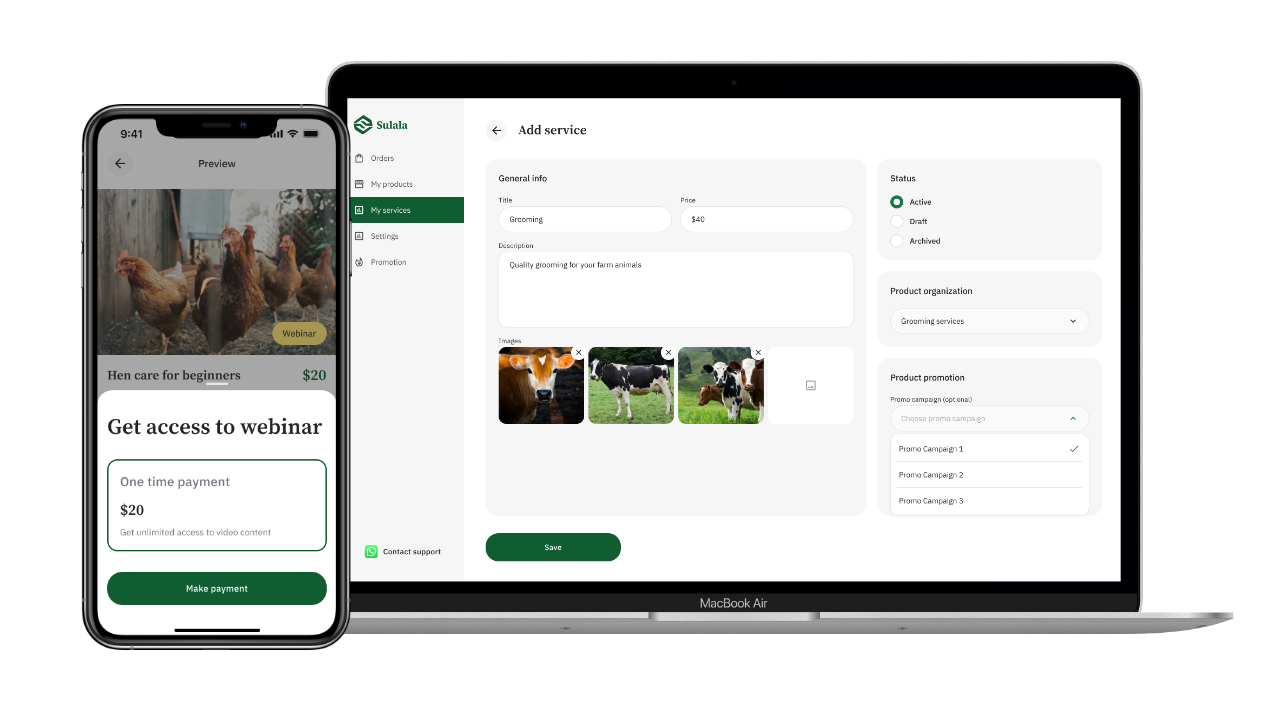 9:41
Preview
Webinar
Hen care for beginners
$20
Get access to webinar
One time payment
$20
Get unlimited access to video content
Make payment
Sulala
Orders
My products
My services
Settings
Promotion
Contact support
Add service
General info
Title
Price
Grooming
$40
Description
Quality grooming for your farm animals
Images
Save
Status
Active
Draft
Archived
Product organization
Grooming services
Product promotion
Promo campaign (optional)
Choose promo campaign
Promo Campaign 1
Promo Campaign 2
Promo Campaign 3
MacBook Air